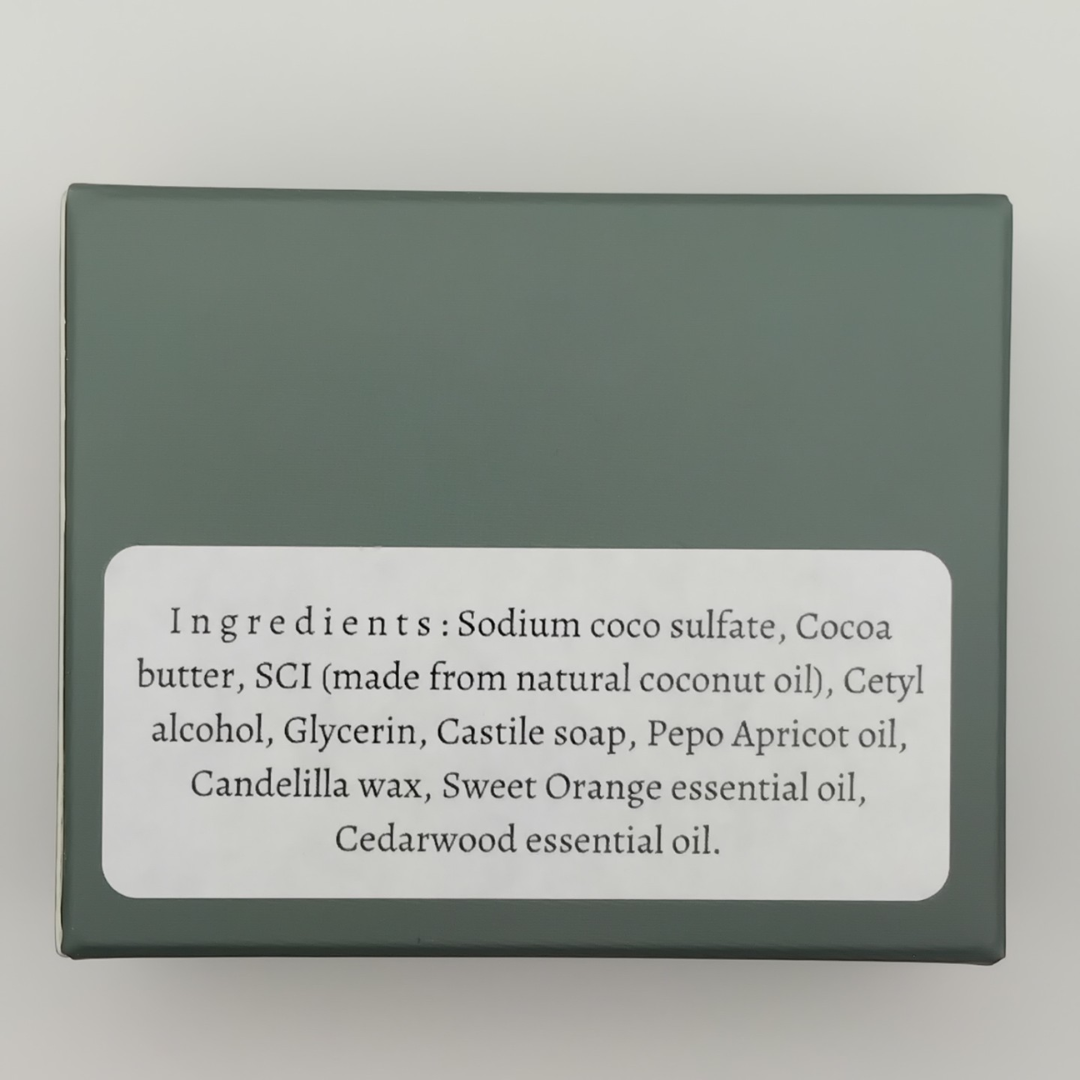 Ingredients: Sodium coco sulfate, Cocoa
butter, SCI (made from natural coconut oil), Cetyl
alcohol, Glycerin, Castile soap, Pepo Apricot oil,
Candelilla wax, Sweet Orange essential oil,
Cedarwood essential oil.